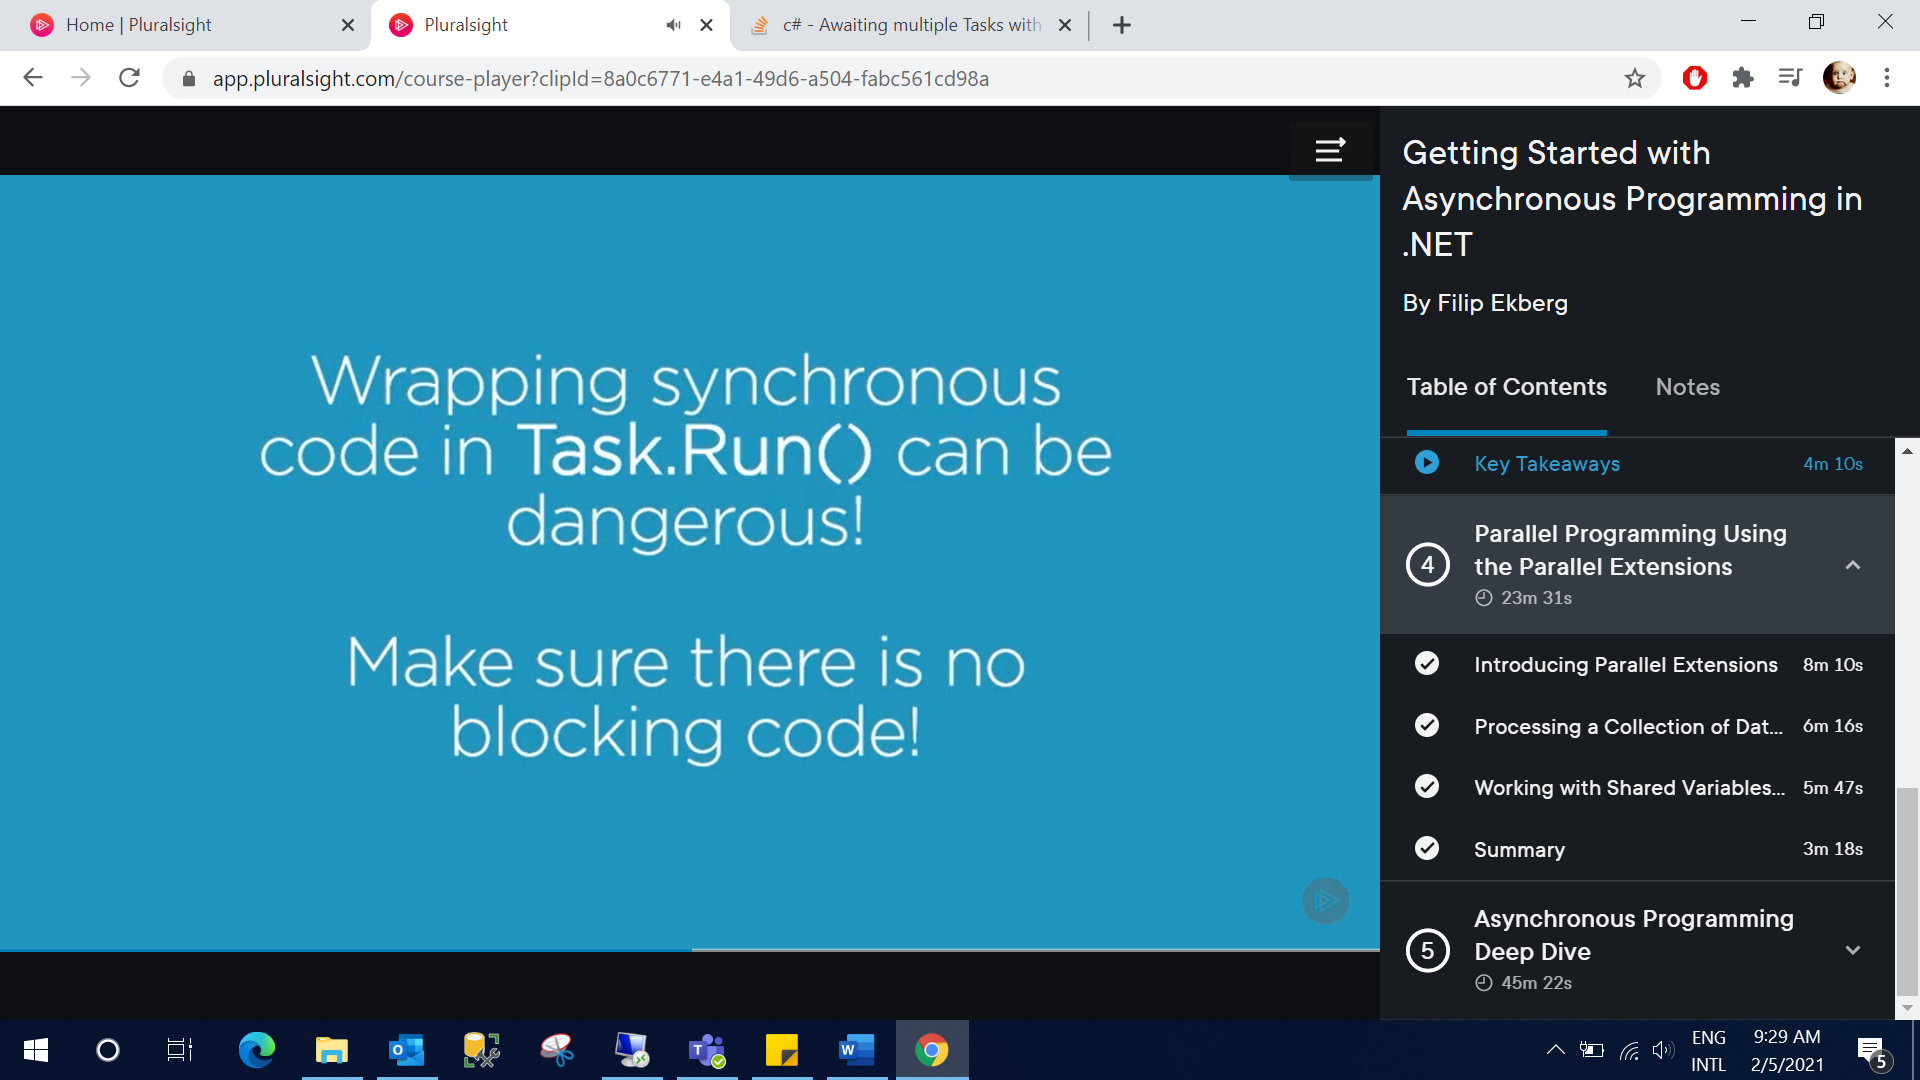 Home | Pluralsight
Pluralsight
c# - Awaiting multiple Tasks with
app.pluralsight.com/course-player?clipId=8a0c6771-e4a1-49d6-a504-fabc561cd98a
Wrapping synchronous
code in Task.Run() can be
dangerous!
Make sure there is no
blocking code!
Getting Started with
Asynchronous Programming in
.NET
By Filip Ekberg
Table of Contents
Notes
Key Takeaways
4m 10s
4
Parallel Programming Using
the Parallel Extensions
23m 31s
Introducing Parallel Extensions
8m 10s
Processing a Collection of Dat...
6m 16s
Working with Shared Variables...
5m 47s
Summary
3m 18s
5
Asynchronous Programming
Deep Dive
45m 22s
ENG
INTL
9:29 AM
2/5/2021
5